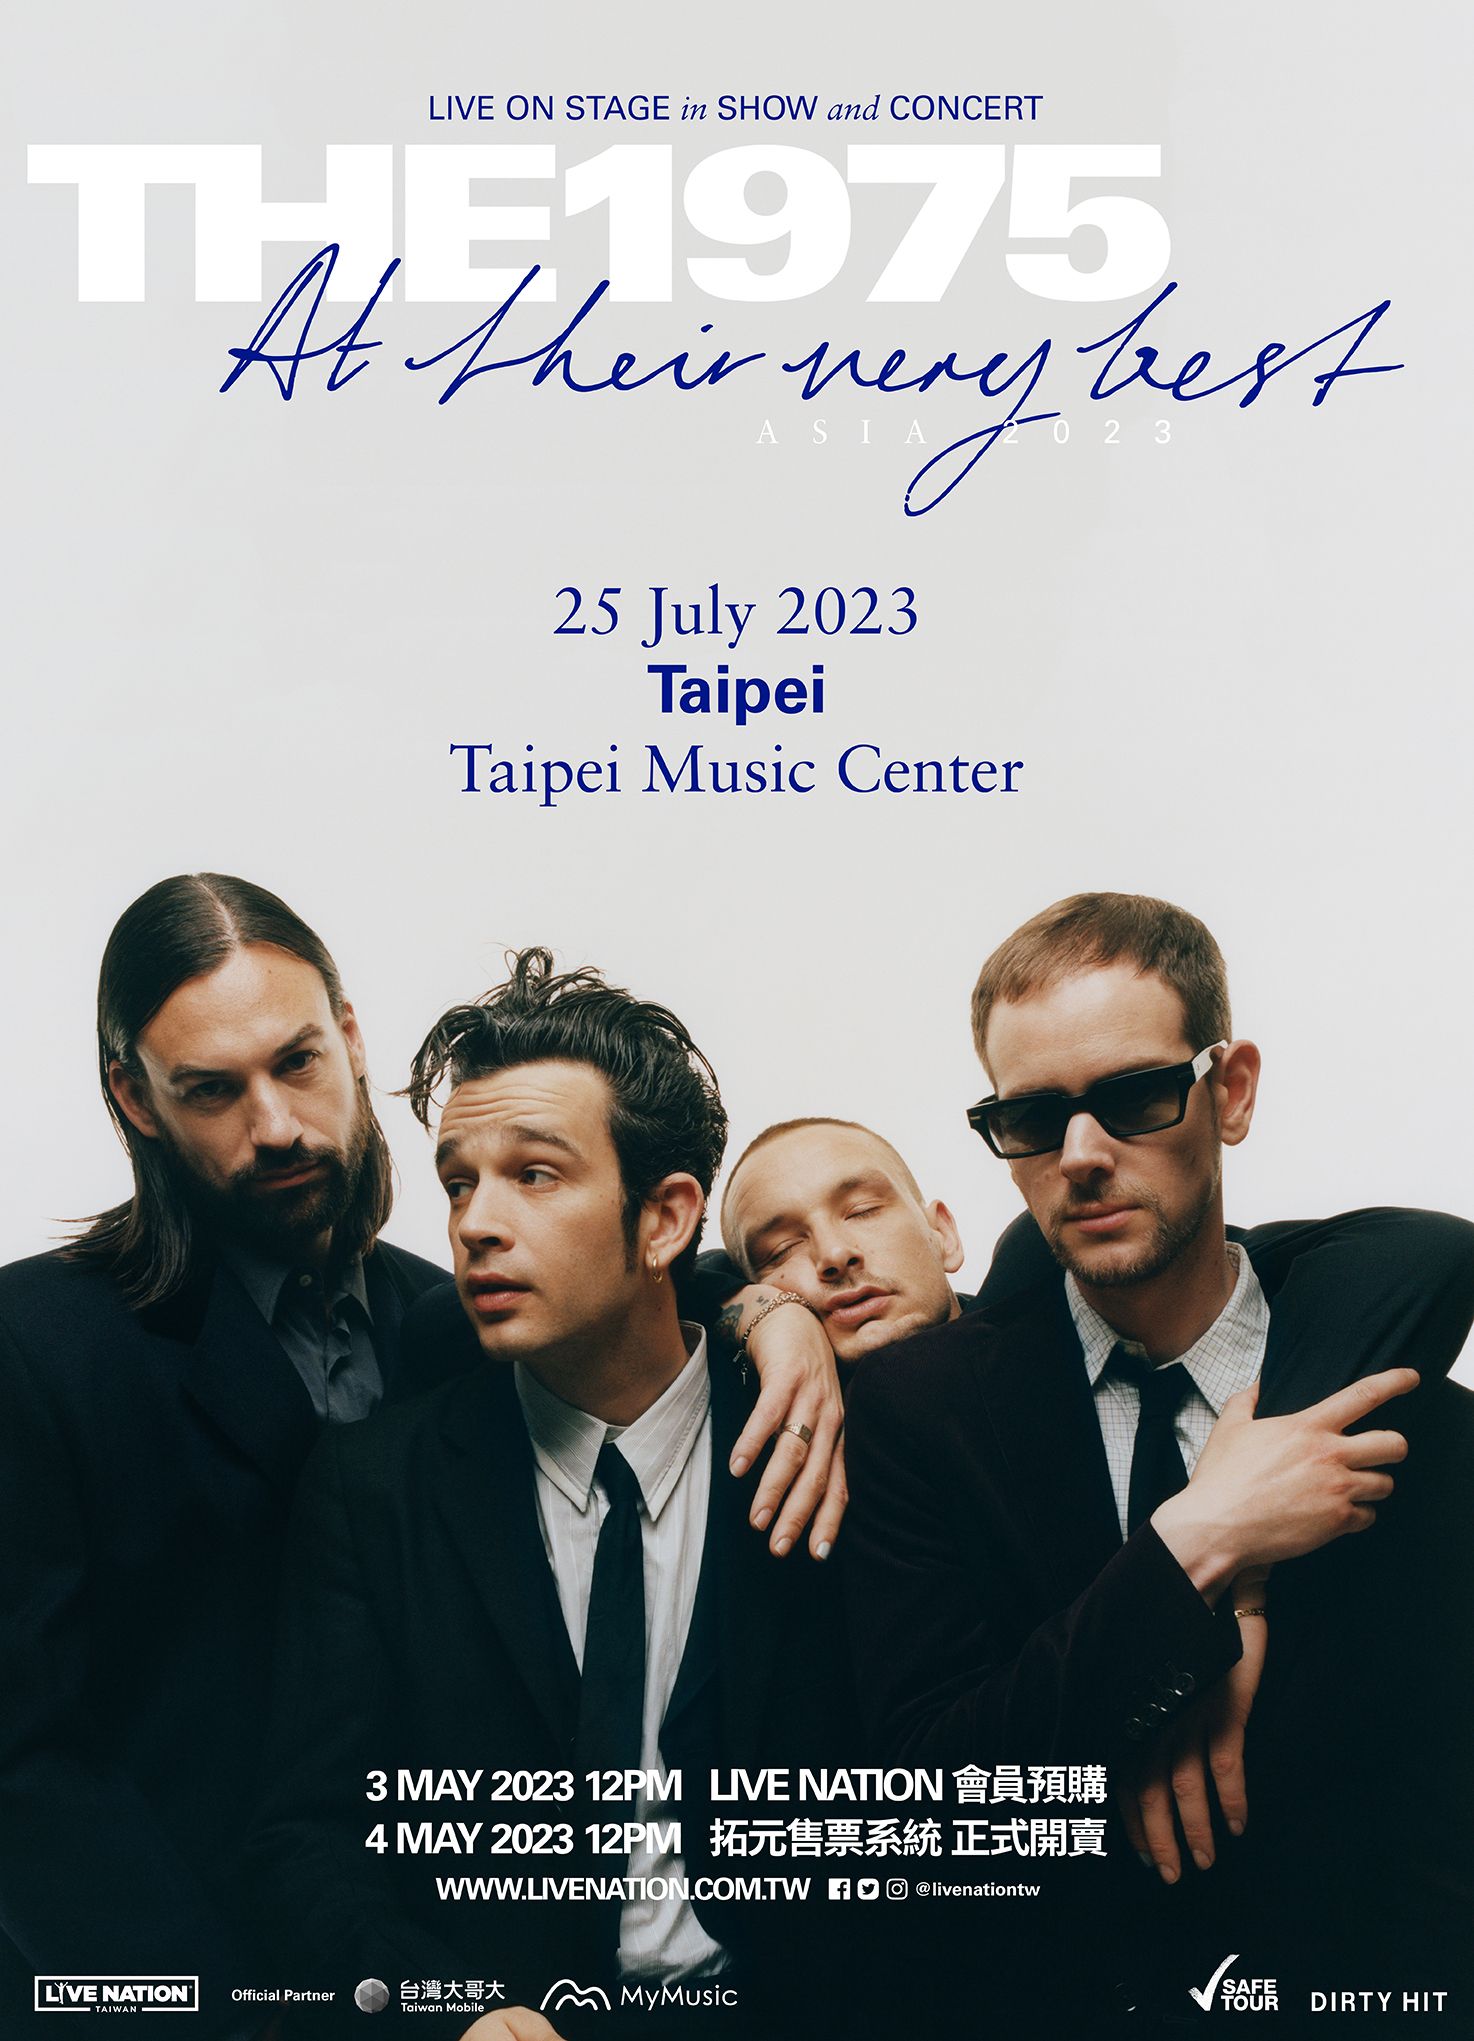 LIVE ON STAGE in SHOW and CONCERT
THE1975
At their very best
ASIA 2023
25 July 2023
Taipei
Taipei Music Center
3 MAY 2023 12PM LIVE NATION 會員預購
4 MAY 2023 12PM 拓元售票系統 正式開賣
WWW.LIVENATION.COM.TW @livenationtw
LIVE NATION
TAIWAN
Official Partner
台灣大哥大
Taiwan Mobile
MyMusic
SAFE
TOUR
DIRTY HIT